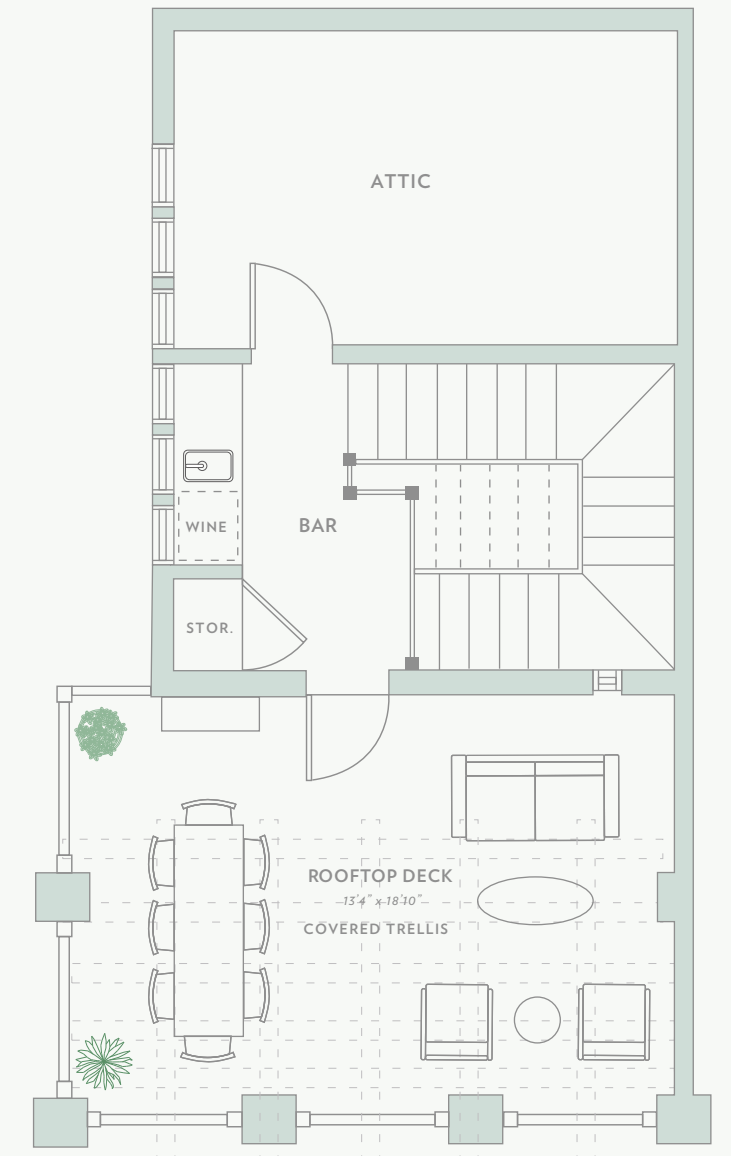 ATTIC
BAR
WINE
STOR.
ROOFTOP DECK
13'4" x 18'10"
COVERED TRELLIS